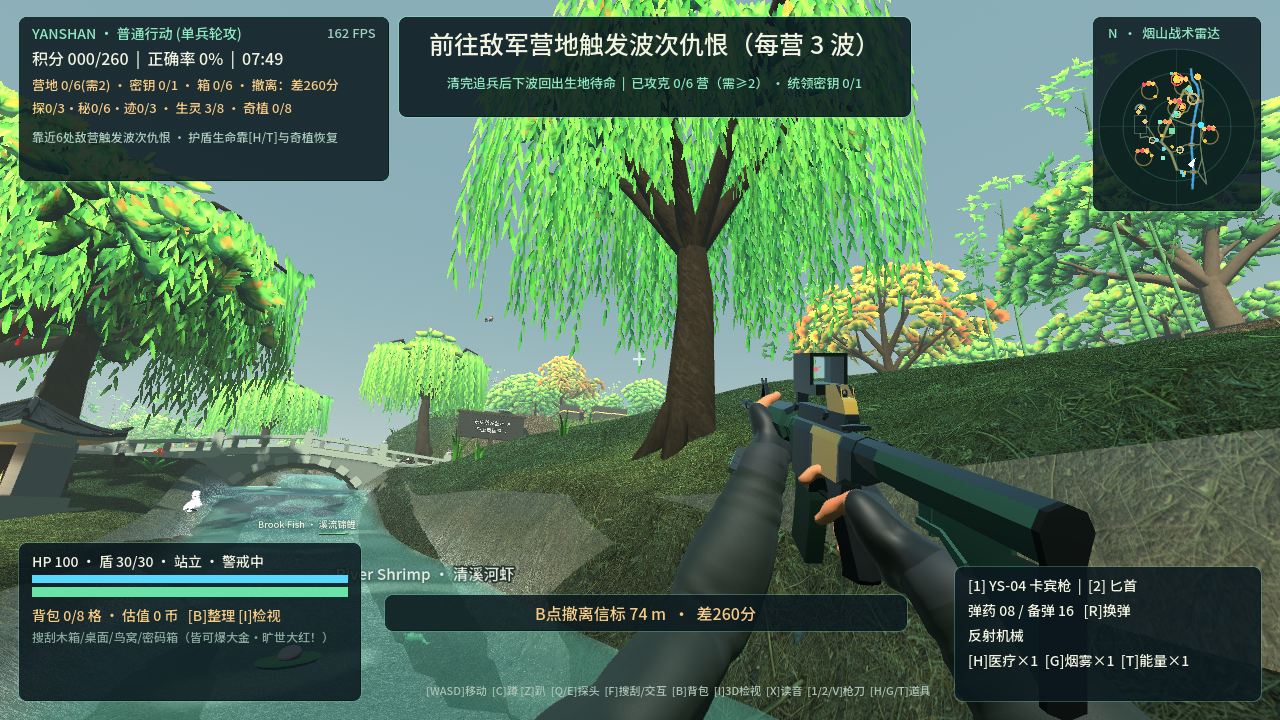 YANSHAN · 普通行动 (单兵轮攻) 162 FPS
积分 000/260 | 正确率 0% | 07:49
营地 0/6(需2) · 密钥 0/1 · 箱 0/6 · 撤离：差260分
探0/3 · 秘0/6 · 迹0/3 · 生灵 3/8 · 奇植 0/8
靠近6处敌营触发波次仇恨 · 护盾生命靠[H/T]与奇植恢复
前往敌军营地触发波次仇恨（每营 3 波）
清完追兵后下波回出生地待命 | 已攻克 0/6 营（需≥2） · 统领密钥 0/1
N · 烟山战术雷达
Brook Fish · 溪流锦鲤
River Shrimp · 清溪河虾
HP 100 · 盾 30/30 · 站立 · 警戒中
背包 0/8 格 · 估值 0 币 [B]整理 [I]检视
搜刮木箱/桌面/鸟窝/密码箱（皆可爆大金·旷世大红！）
B点撤离信标 74 m · 差260分
[1] YS-04 卡宾枪 | [2] 匕首
弹药 08 / 备弹 16 [R]换弹
反射机械
[H]医疗×1 [G]烟雾×1 [T]能量×1
[WASD]移动 [C]蹲 [Z]趴 [Q/E]探头 [F]搜刮/交互 [B]背包 [I]3D检视 [X]读音 [1/2/V]枪刀 [H/G/T]道具